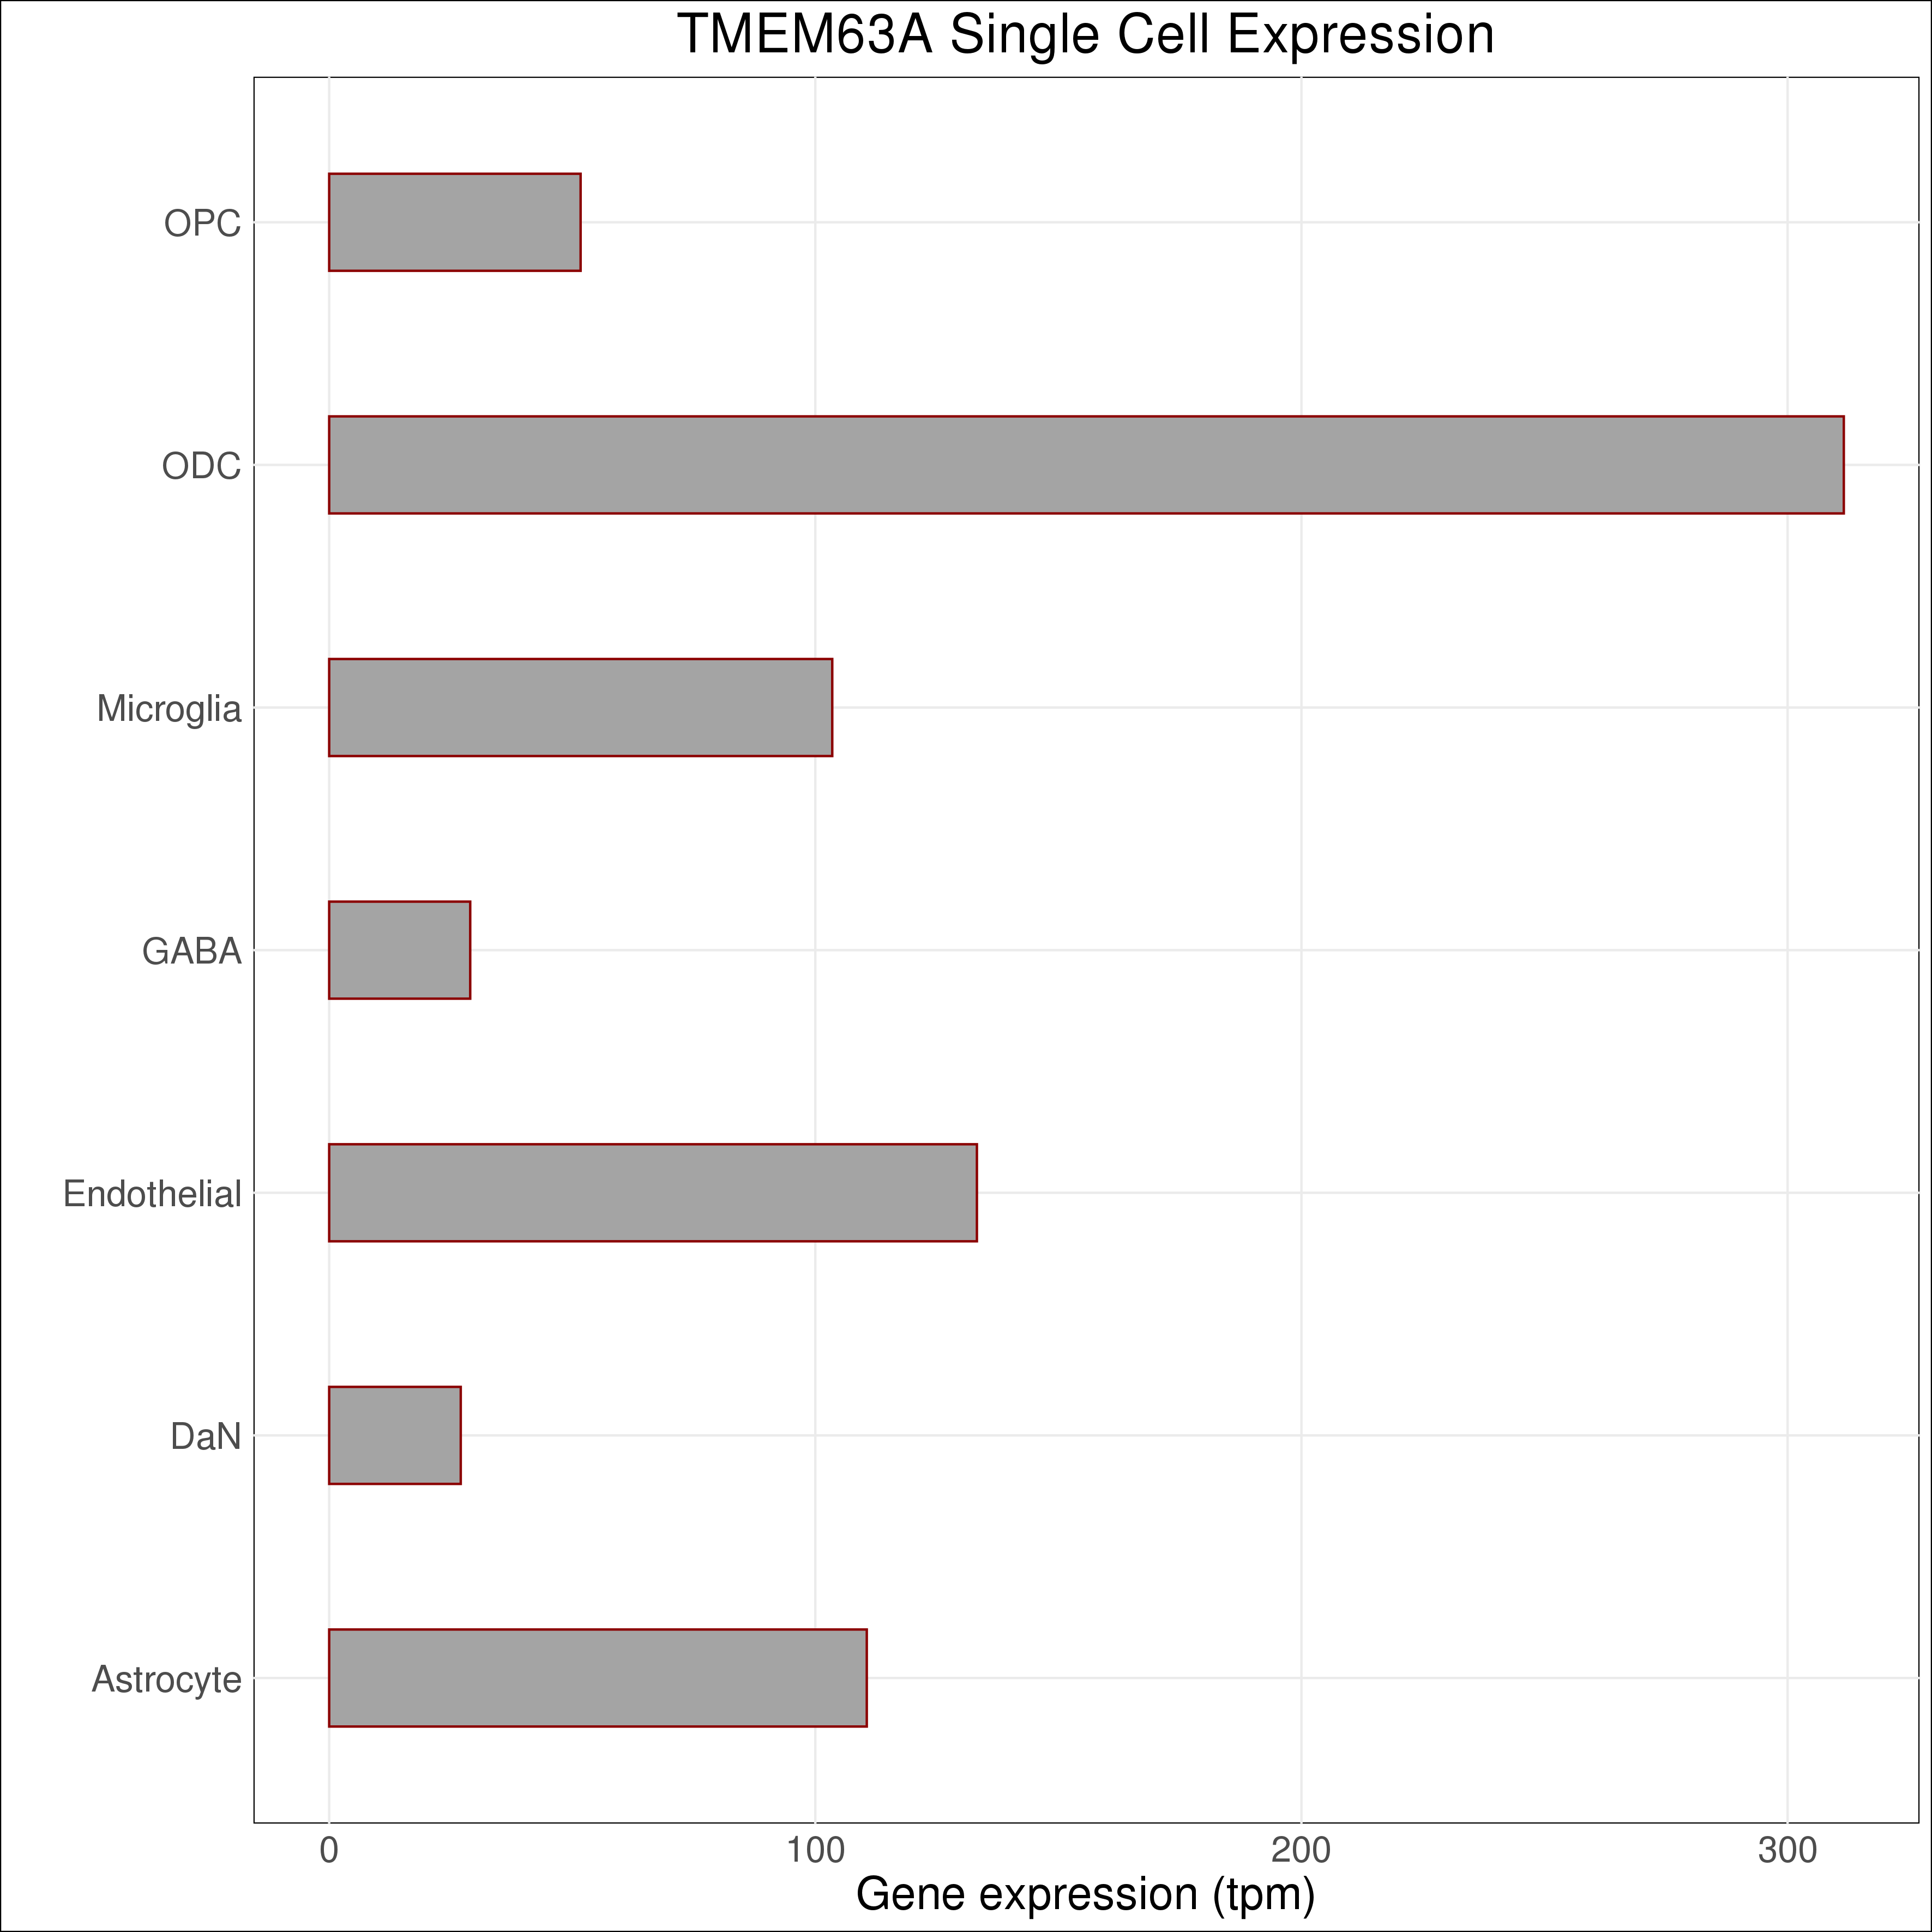 TMEM63A Single Cell Expression
OPC
ODC
Microglia
GABA
Endothelial
DaN
Astrocyte
0 100 200 300
Gene expression (tpm)